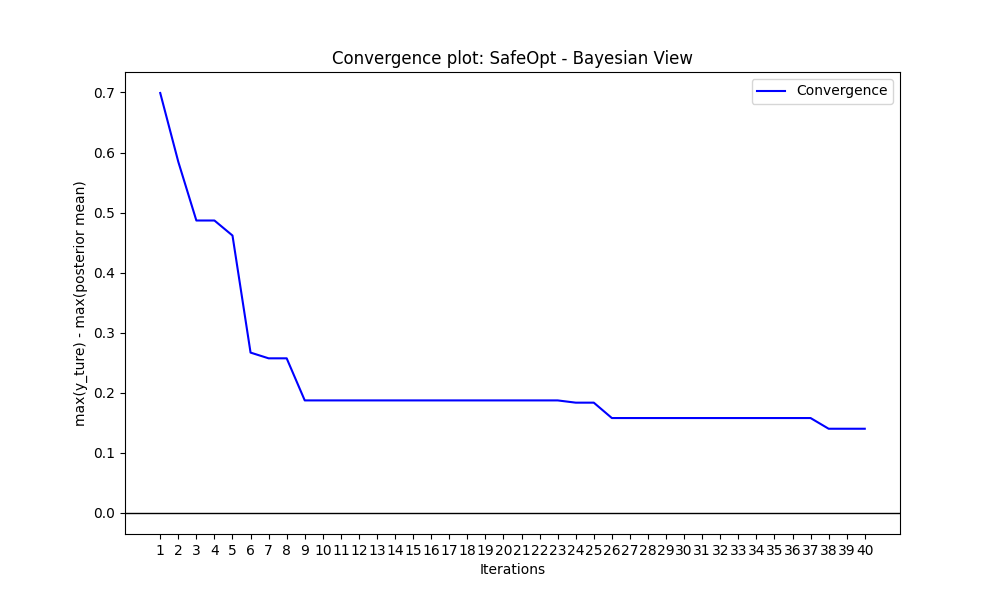 Convergence plot: SafeOpt - Bayesian View
Convergence
max(y_ture) - max(posterior mean)
0.7
0.6
0.5
0.4
0.3
0.2
0.1
0.0
1 2 3 4 5 6 7 8 9 10 11 12 13 14 15 16 17 18 19 20 21 22 23 24 25 26 27 28 29 30 31 32 33 34 35 36 37 38 39 40
Iterations